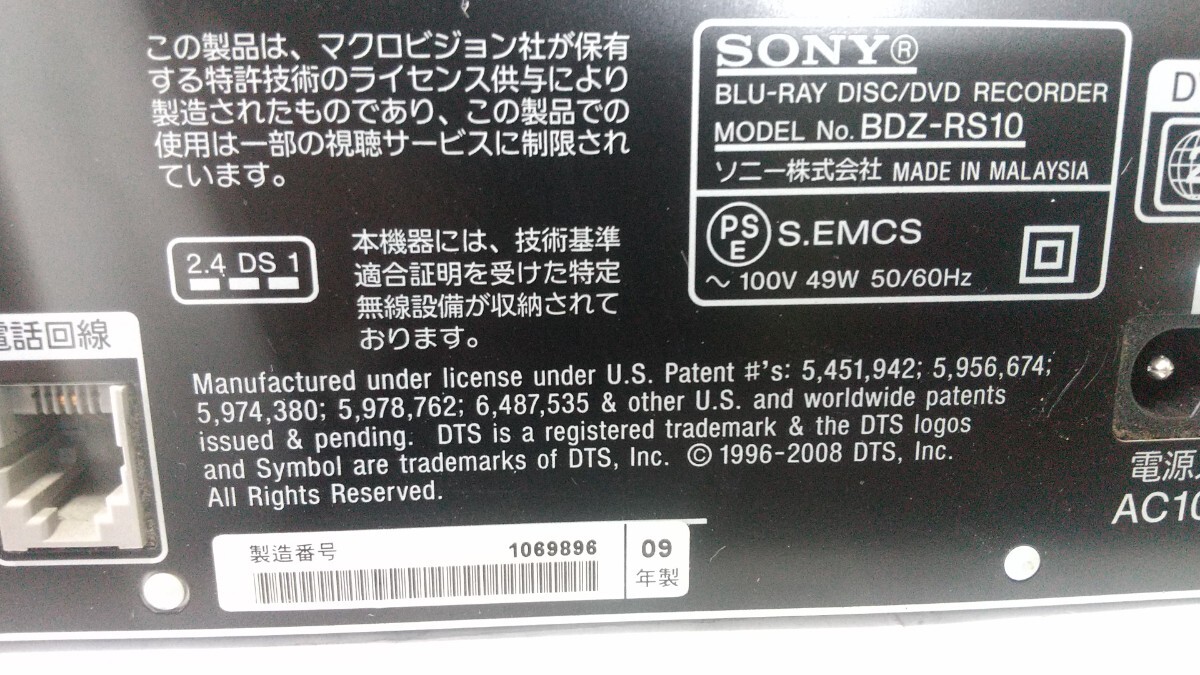 この製品は、マクロビジョン社が保有
する特許技術のライセンス供与により
製造されたものであり、この製品での
使用は一部の視聴サービスに制限され
ています。
SONY®
BLU-RAY DISC/DVD RECORDER
MODEL No. BDZ-RS10
ソニー株式会社 MADE IN MALAYSIA
PS
E
S.EMCS
～ 100V 49W 50/60Hz
D
2.4 DS 1
本機器には、技術基準
適合証明を受けた特定
無線設備が収納されて
おります。
電話回線
Manufactured under license under U.S. Patent #'s: 5,451,942; 5,956,674;
5,974,380; 5,978,762; 6,487,535 & other U.S. and worldwide patents
issued & pending. DTS is a registered trademark & the DTS logos
and Symbol are trademarks of DTS, Inc. © 1996-2008 DTS, Inc.
All Rights Reserved.
電源
AC10
製造番号 1069896
09
年製